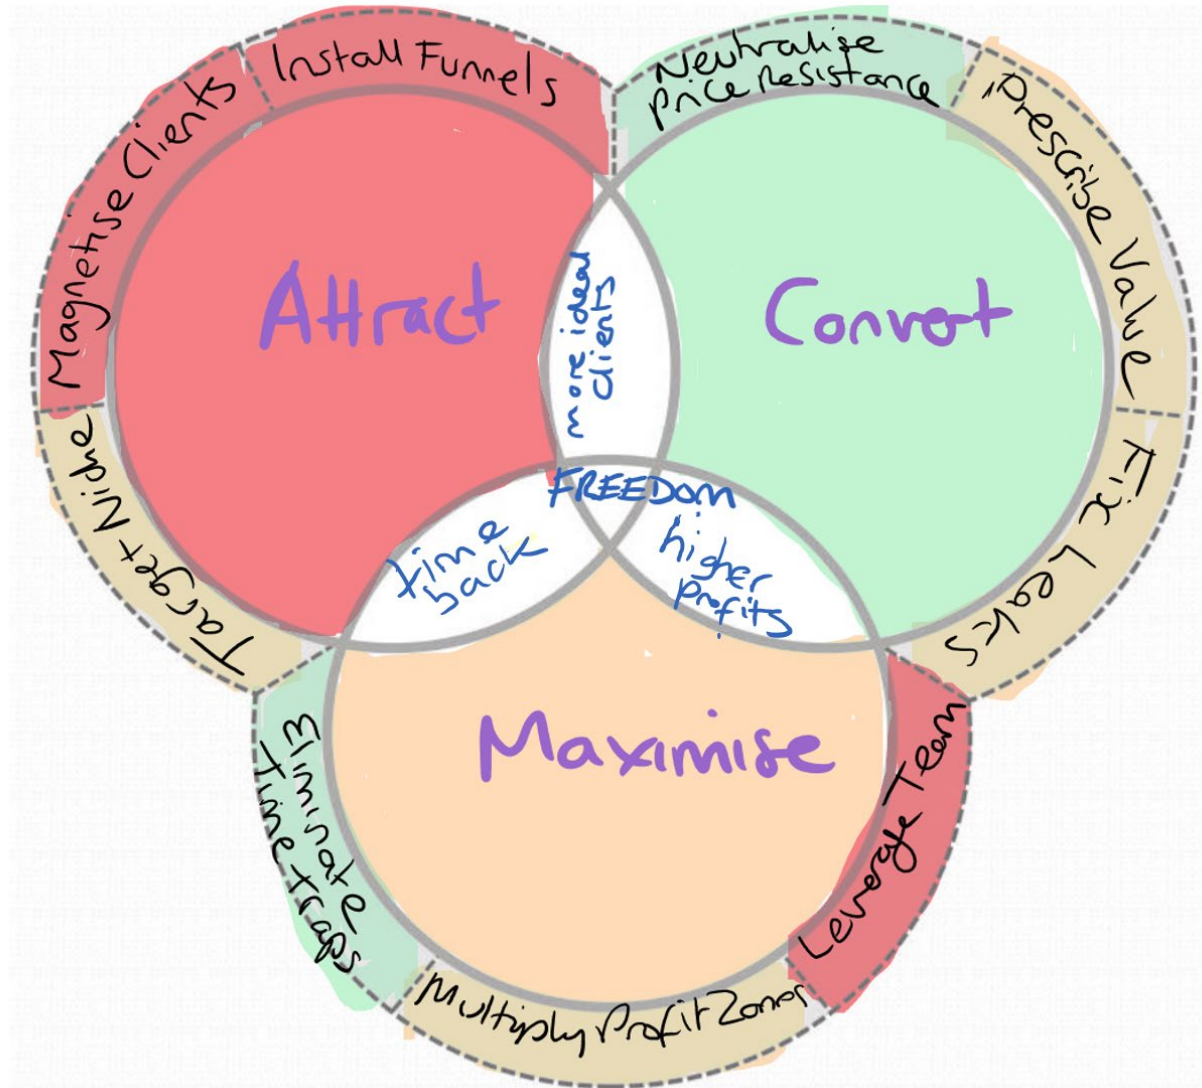 Install Funnels
Magnetise Clients
Target Niche
Neutralise
Price Resistance
Prescribe Value
Fix Leaks
Attract
Convert
more ideal
clients
FREEDOM
time
back
higher
profits
Maximise
Eliminate
Time traps
Multiply Profit Zones
Leverage Team